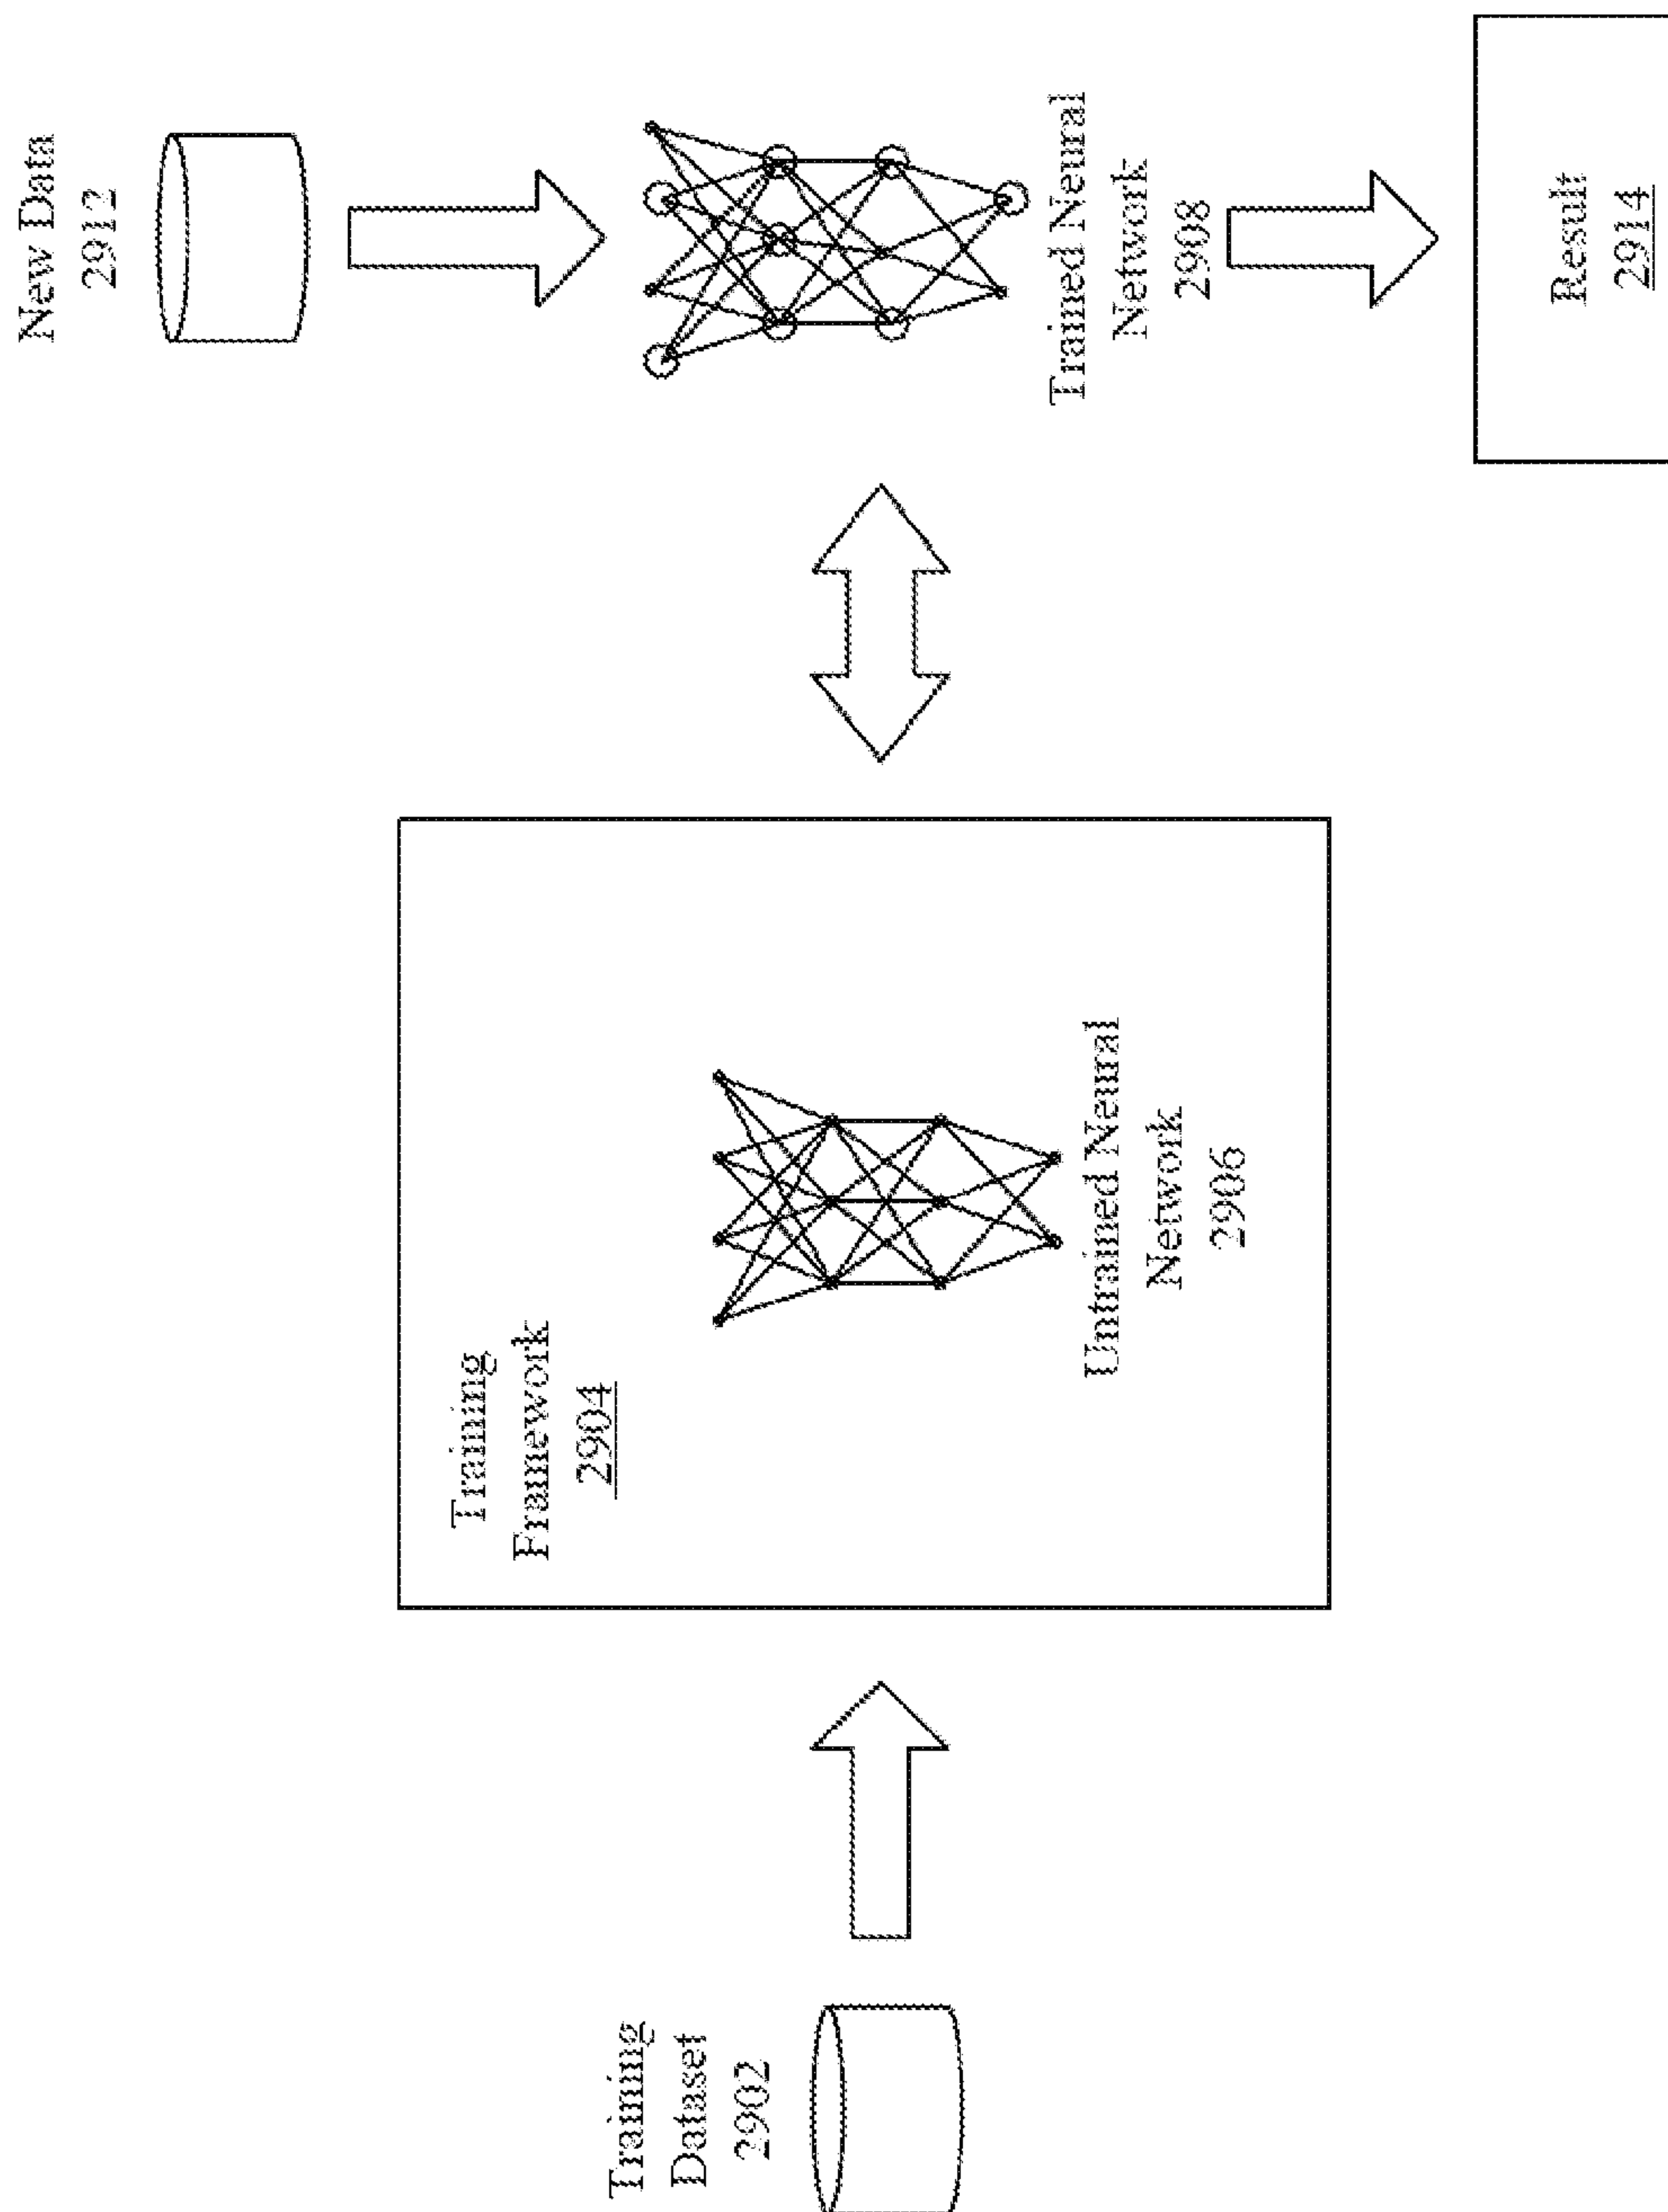 Training
Dataset
2902
Training
Framework
2904
Untrained Neural
Network
2906
New Data
2912
Trained Neural
Network
2908
Result
2914